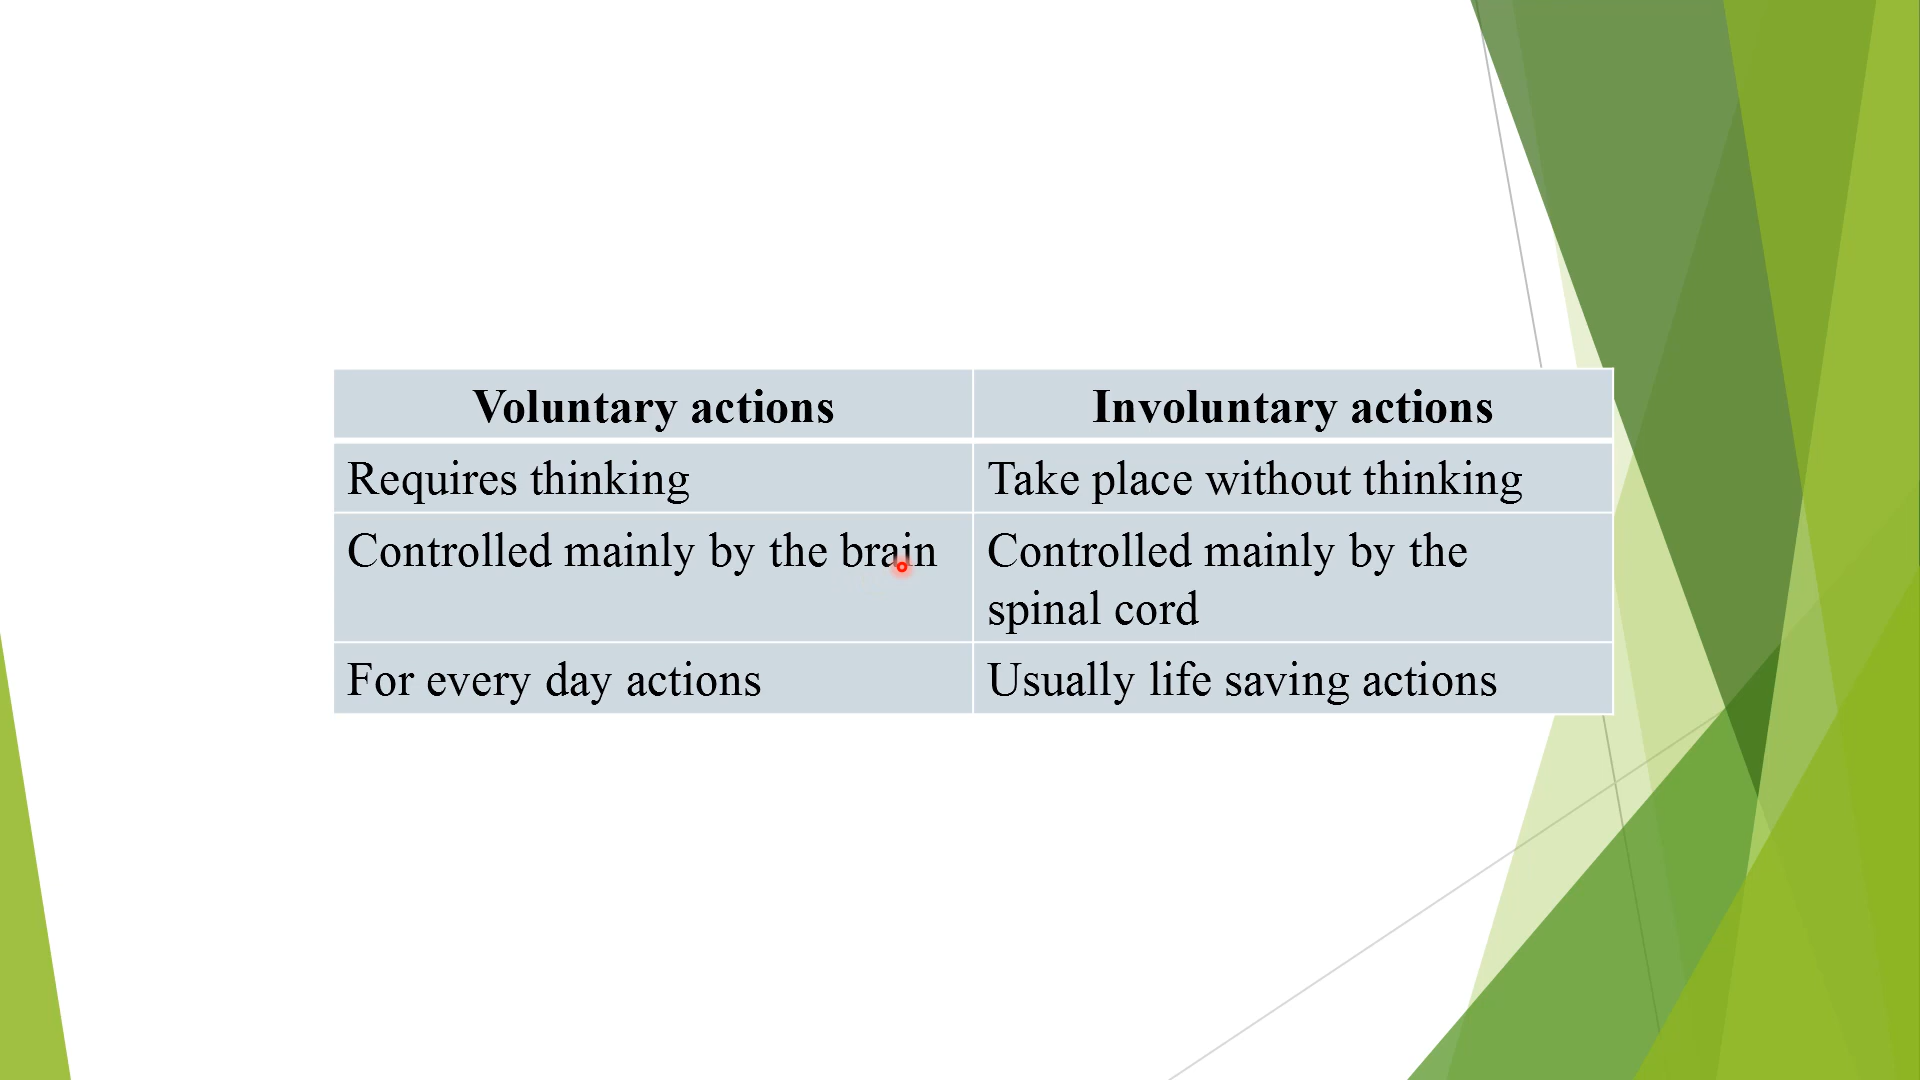 Voluntary actions
Involuntary actions
Requires thinking
Take place without thinking
Controlled mainly by the brain
Controlled mainly by the
spinal cord
For every day actions
Usually life saving actions